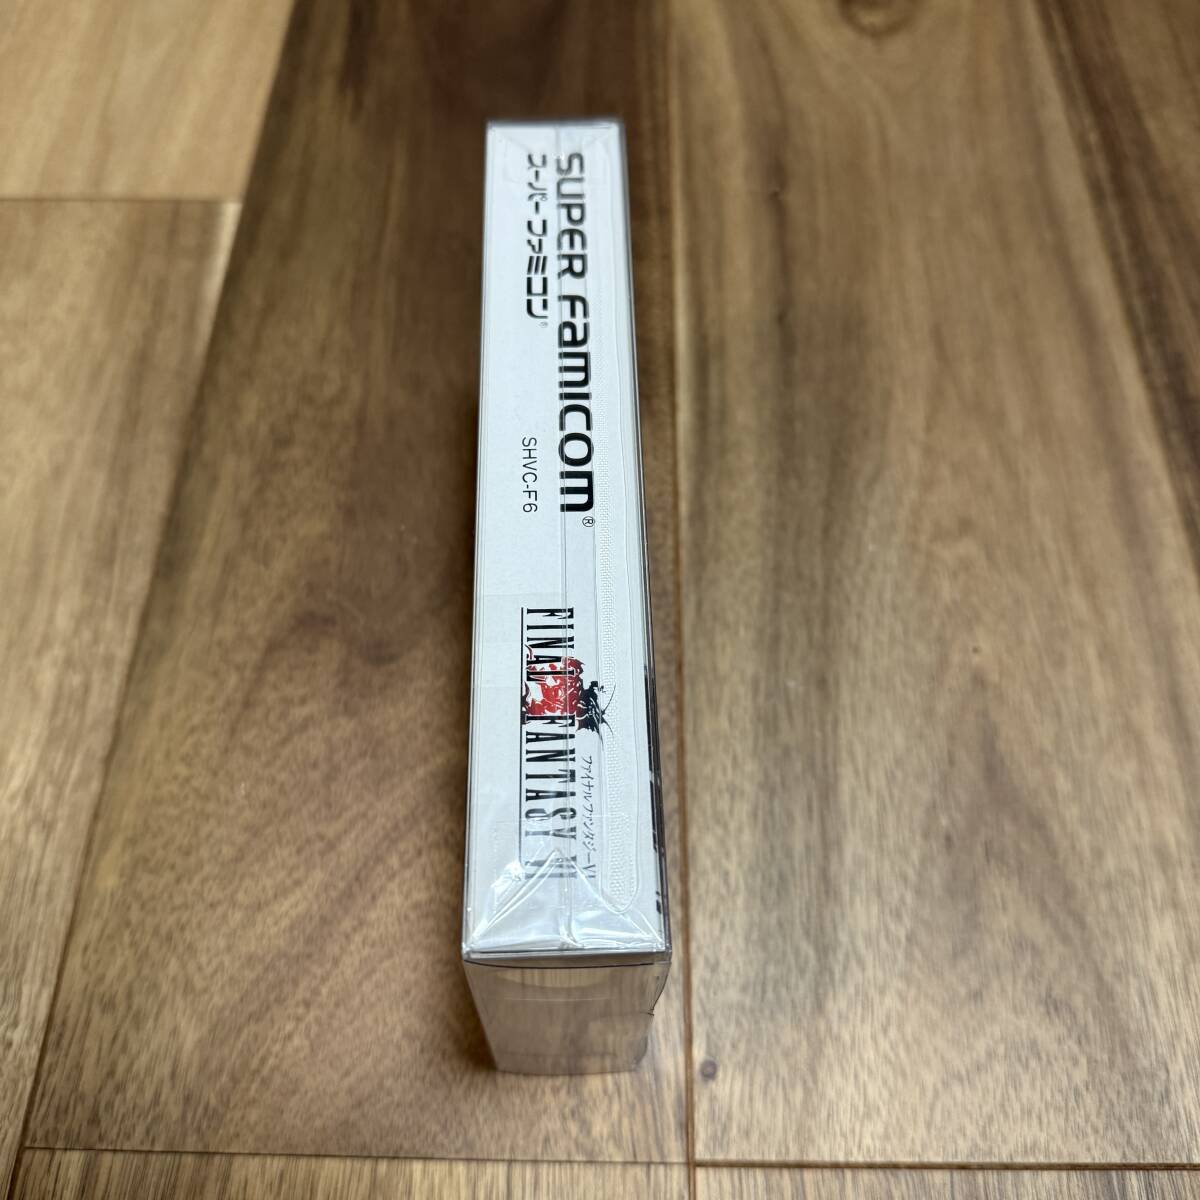 SUPER FAMICOM®
スーパーファミコン®
SHVC-F6
FINAL FANTASY VI
ファイナルファンタジーVI